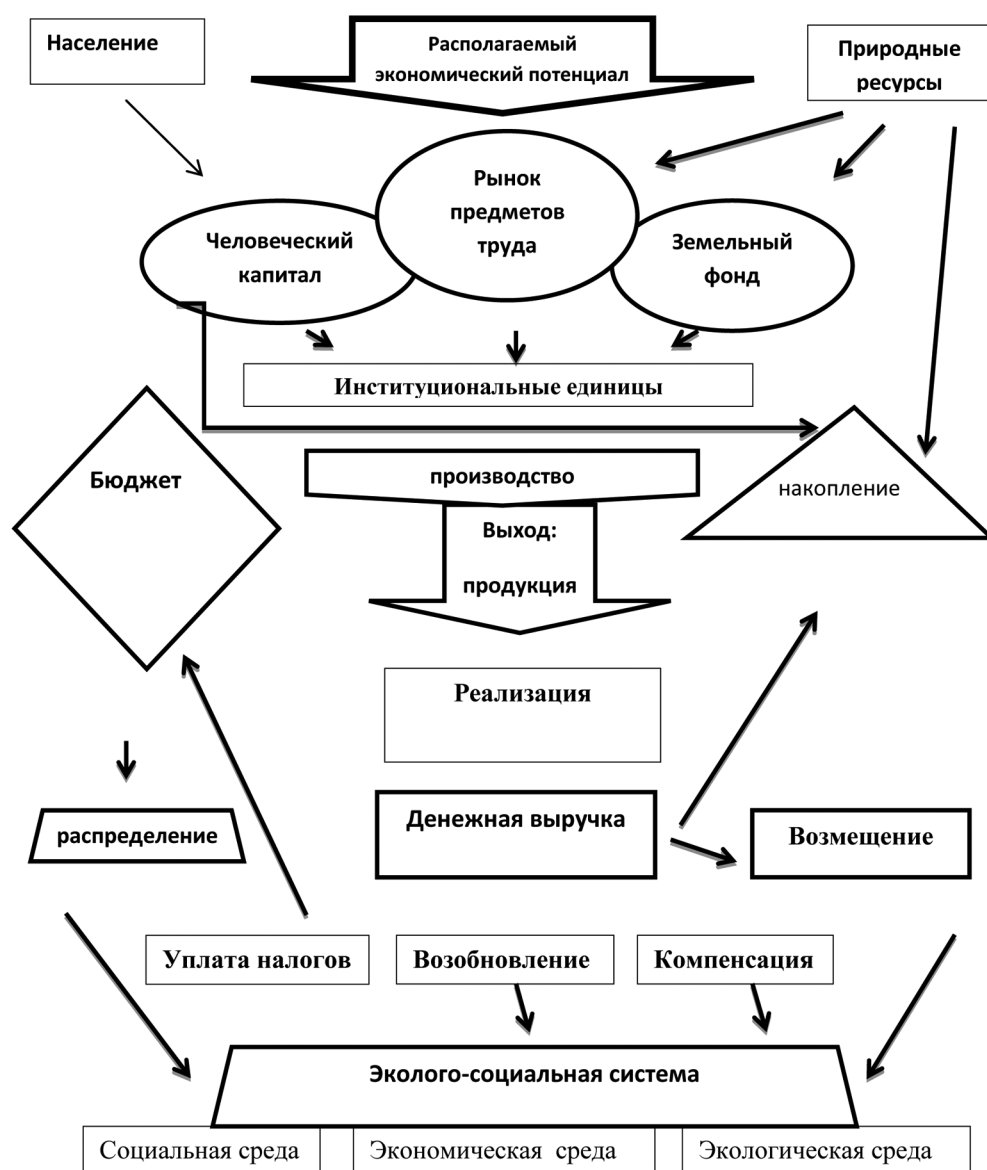 Население
Располагаемый
экономический потенциал
Природные
ресурсы
Рынок
предметов
труда
Человеческий
капитал
Земельный
фонд
Институциональные единицы
Бюджет
производство
накопление
Выход:
продукция
Реализация
распределение
Денежная выручка
Возмещение
Уплата налогов
Возобновление
Компенсация
Эколого-социальная система
Социальная среда
Экономическая среда
Экологическая среда